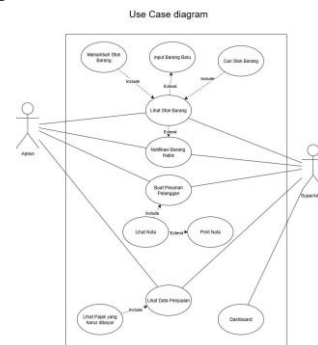 Use Case diagram
Menambah Stok
Barang
Input Barang Baru
Cari Stok Barang
Include
Extend
Include
Lihat Stok Barang
Extend
Notifikasi Barang
Habis
Admin
Buat Pesanan
Pelanggan
Include
Lihat Nota
Extend
Print Nota
Lihat Data Penjualan
Include
Lihat Pajak yang
harus dibayar
Dashboard